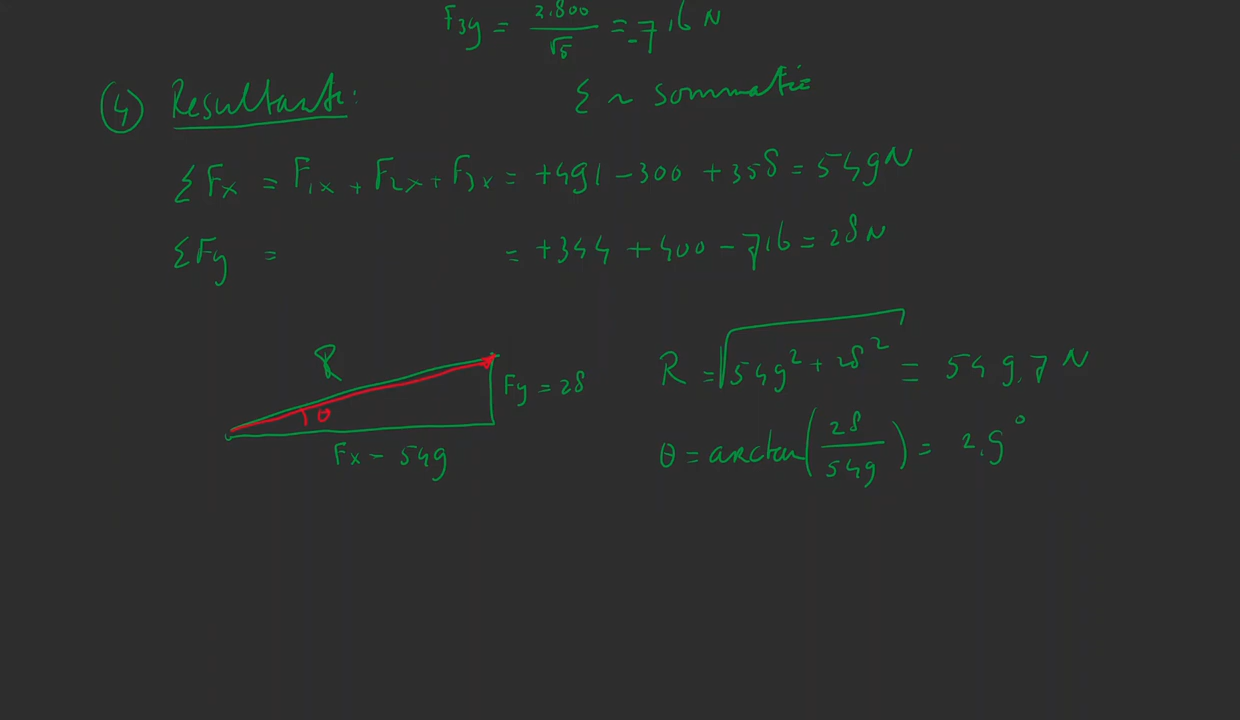 F3y = 2.800 / √5 = -716 N
④ Resultante: Σ ~ sommatie
ΣFx = F1x + F2x + F3x = +491 - 300 + 358 = 549 N
ΣFy = = +344 + 400 - 716 = 28 N
R
R = √549² + 28² = 549.7 N
Fy = 28
θ
θ = arctan(28 / 549) = 2.9°
Fx = 549